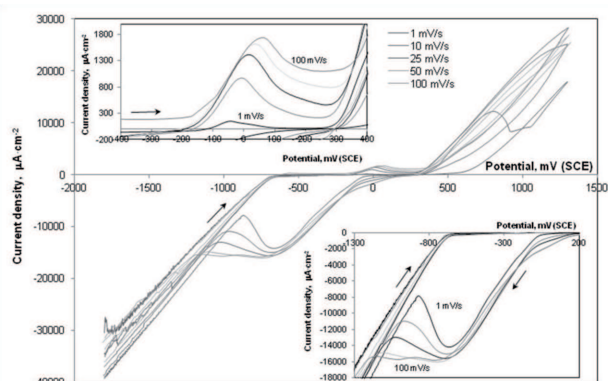 30000
20000
10000
0
-10000
-20000
-30000
-40000
Current density, µA·cm-2
-2000
-1500
-1000
-500
0
500
1000
1500
Potential, mV (SCE)
1 mV/s
10 mV/s
25 mV/s
50 mV/s
100 mV/s
Current density, µA·cm-2
1800
1300
800
300
-200
-400
-300
-200
-100
0
100
200
300
400
100 mV/s
1 mV/s
Potential, mV (SCE)
Potential, mV (SCE)
-1300
-800
-300
200
0
-2000
-4000
-6000
-8000
-10000
-12000
-14000
-16000
-18000
Current density, µA·cm-2
1 mV/s
100 mV/s